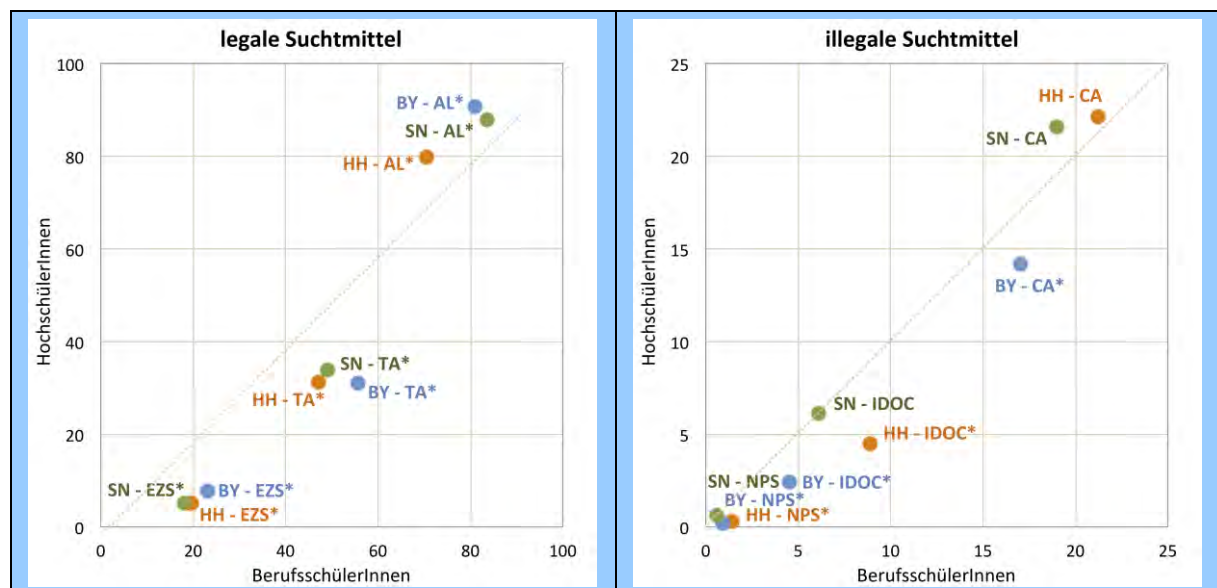 legale Suchtmittel
100
80
60
40
20
0
HochschülerInnen
BY - AL*
SN - AL*
HH - AL*
SN - TA*
HH - TA*
BY - TA*
SN - EZS*
BY - EZS*
HH - EZS*
0 20 40 60 80 100
BerufsschülerInnen
illegale Suchtmittel
25
20
15
10
5
0
HochschülerInnen
HH - CA
SN - CA
BY - CA*
SN - IDOC
HH - IDOC*
SN - NPS
BY - IDOC*
BY - NPS*
HH - NPS*
0 5 10 15 20 25
BerufsschülerInnen